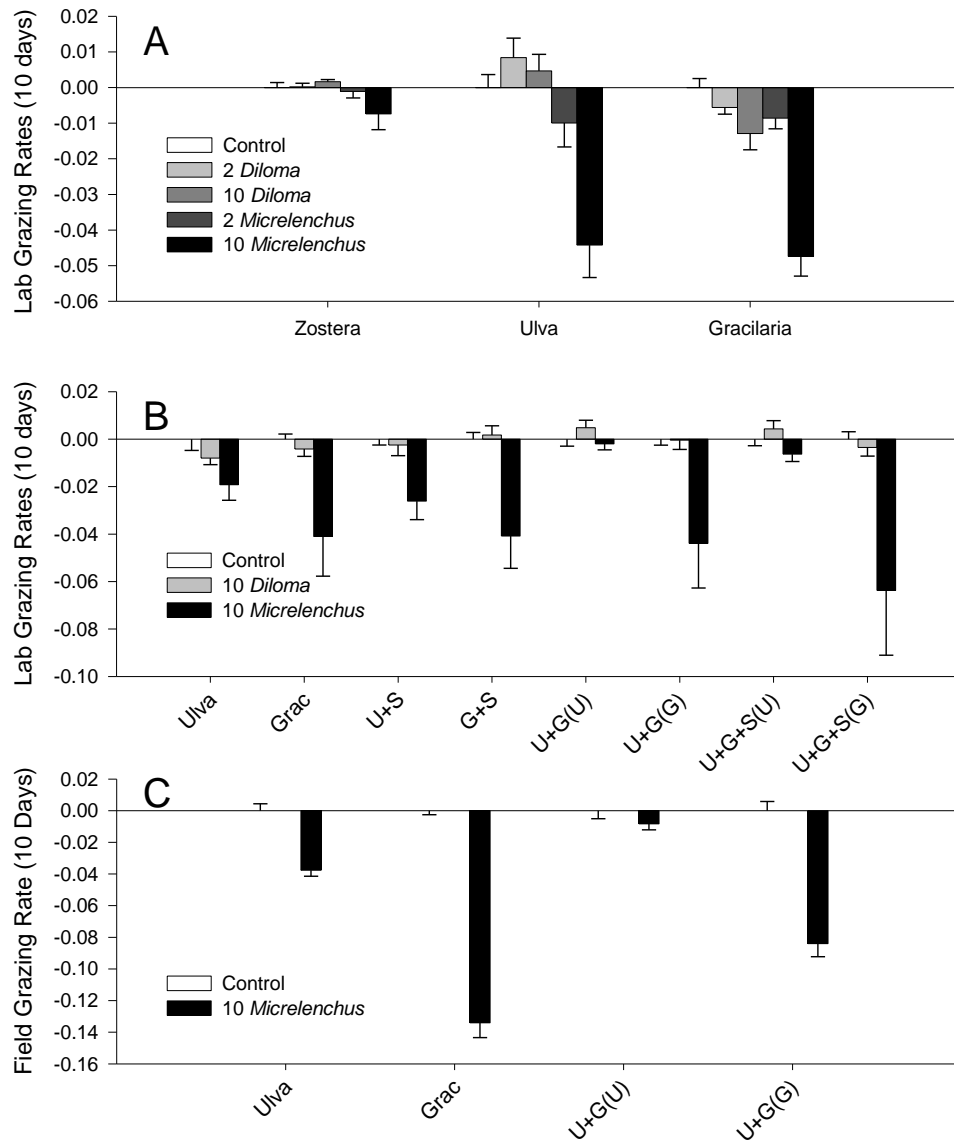 A
Lab Grazing Rates (10 days)
0.02
0.01
0.00
-0.01
-0.02
-0.03
-0.04
-0.05
-0.06
Control
2 Diloma
10 Diloma
2 Micrelenchus
10 Micrelenchus
Zostera
Ulva
Gracilaria
B
Lab Grazing Rates (10 days)
0.02
0.00
-0.02
-0.04
-0.06
-0.08
-0.10
Control
10 Diloma
10 Micrelenchus
Ulva
Grac
U+S
G+S
U+G(U)
U+G(G)
U+G+S(U)
U+G+S(G)
C
Field Grazing Rate (10 Days)
0.02
0.00
-0.02
-0.04
-0.06
-0.08
-0.10
-0.12
-0.14
-0.16
Control
10 Micrelenchus
Ulva
Grac
U+G(U)
U+G(G)